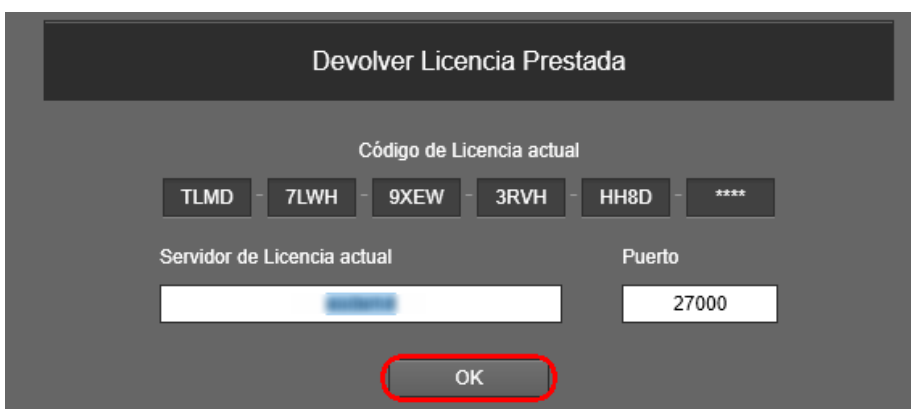 Devolver Licencia Prestada
Código de Licencia actual
TLMD - 7LWH - 9XEW - 3RVH - HH8D - ****
Servidor de Licencia actual Puerto
27000
OK